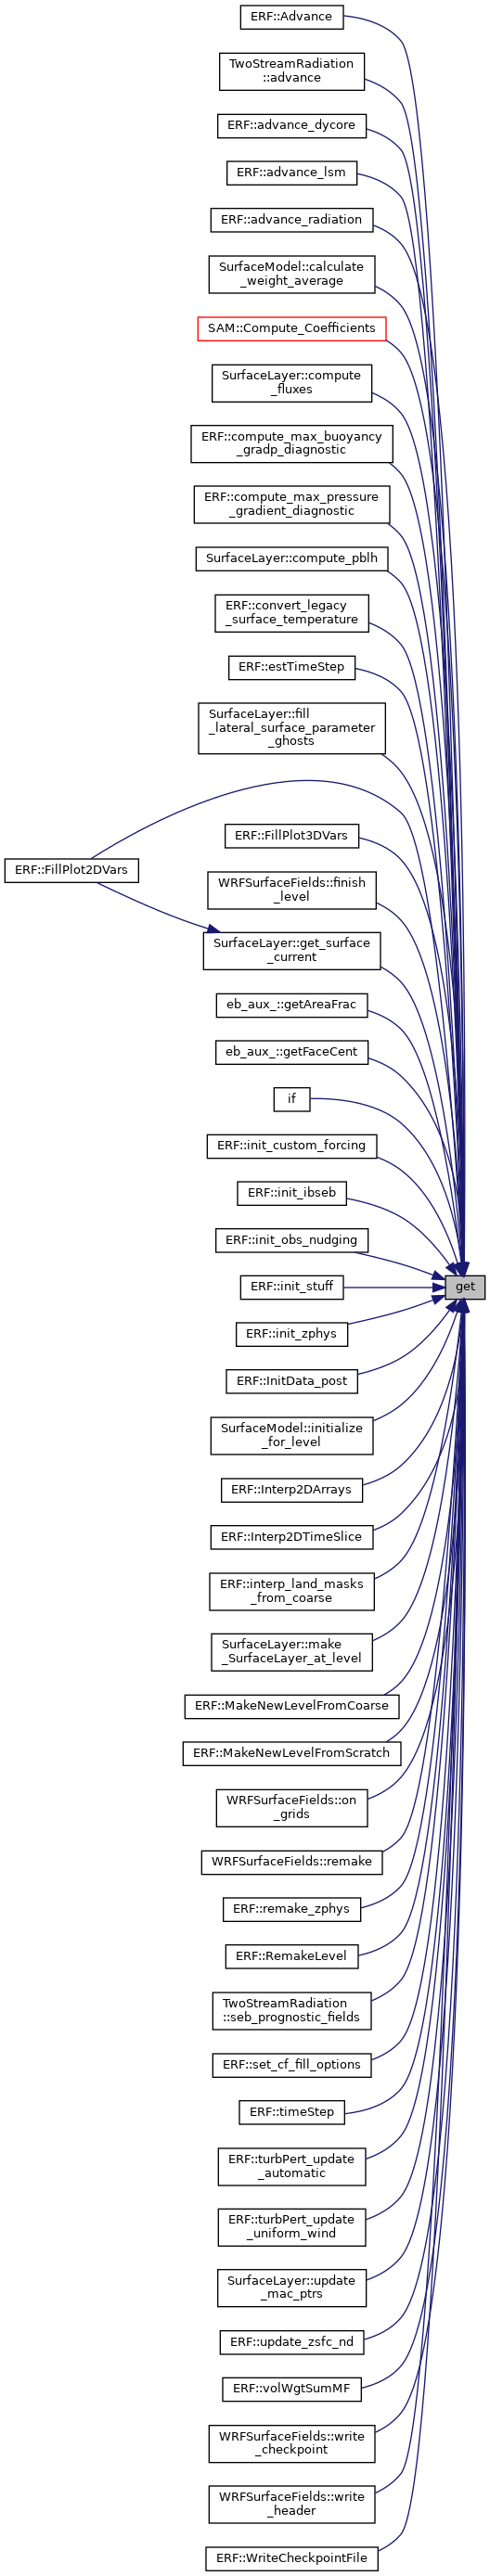 ERF::Advance
TwoStreamRadiation
::advance
ERF::advance_dycore
ERF::advance_lsm
ERF::advance_radiation
SurfaceModel::calculate
_weight_average
SAM::Compute_Coefficients
SurfaceLayer::compute
_fluxes
ERF::compute_max_buoyancy
_gradp_diagnostic
ERF::compute_max_pressure
_gradient_diagnostic
SurfaceLayer::compute_pblh
ERF::convert_legacy
_surface_temperature
ERF::estTimeStep
SurfaceLayer::fill
_lateral_surface_parameter
_ghosts
ERF::FillPlot3DVars
ERF::FillPlot2DVars
WRFSurfaceFields::finish
_level
SurfaceLayer::get_surface
_current
eb_aux_::getAreaFrac
eb_aux_::getFaceCent
if
ERF::init_custom_forcing
ERF::init_ibseb
ERF::init_obs_nudging
ERF::init_stuff
get
ERF::init_zphys
ERF::InitData_post
SurfaceModel::initialize
_for_level
ERF::Interp2DArrays
ERF::Interp2DTimeSlice
ERF::interp_land_masks
_from_coarse
SurfaceLayer::make
_SurfaceLayer_at_level
ERF::MakeNewLevelFromCoarse
ERF::MakeNewLevelFromScratch
WRFSurfaceFields::on
_grids
WRFSurfaceFields::remake
ERF::remake_zphys
ERF::RemakeLevel
TwoStreamRadiation
::seb_prognostic_fields
ERF::set_cf_fill_options
ERF::timeStep
ERF::turbPert_update
_automatic
ERF::turbPert_update
_uniform_wind
SurfaceLayer::update
_mac_ptrs
ERF::update_zsfc_nd
ERF::volWgtSumMF
WRFSurfaceFields::write
_checkpoint
WRFSurfaceFields::write
_header
ERF::WriteCheckpointFile